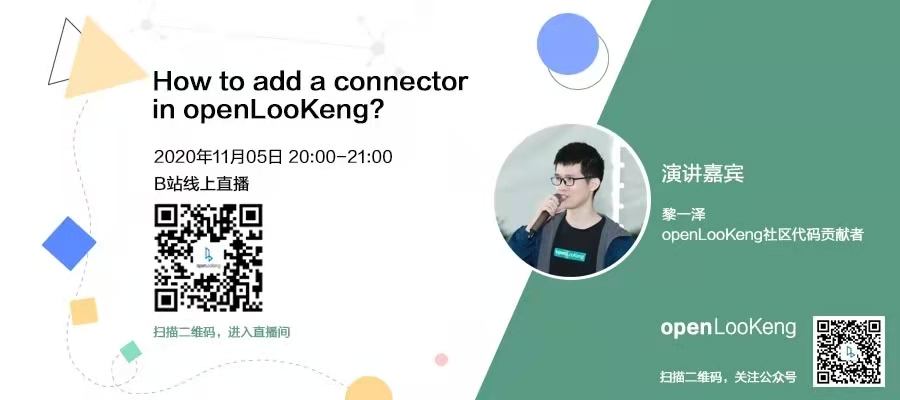 How to add a connector
in openLooKeng?
2020年11月05日 20:00-21:00
B站线上直播
openLooKeng
扫描二维码，进入直播间
openLooKeng
演讲嘉宾
黎一泽
openLooKeng社区代码贡献者
openLooKeng
扫描二维码，关注公众号